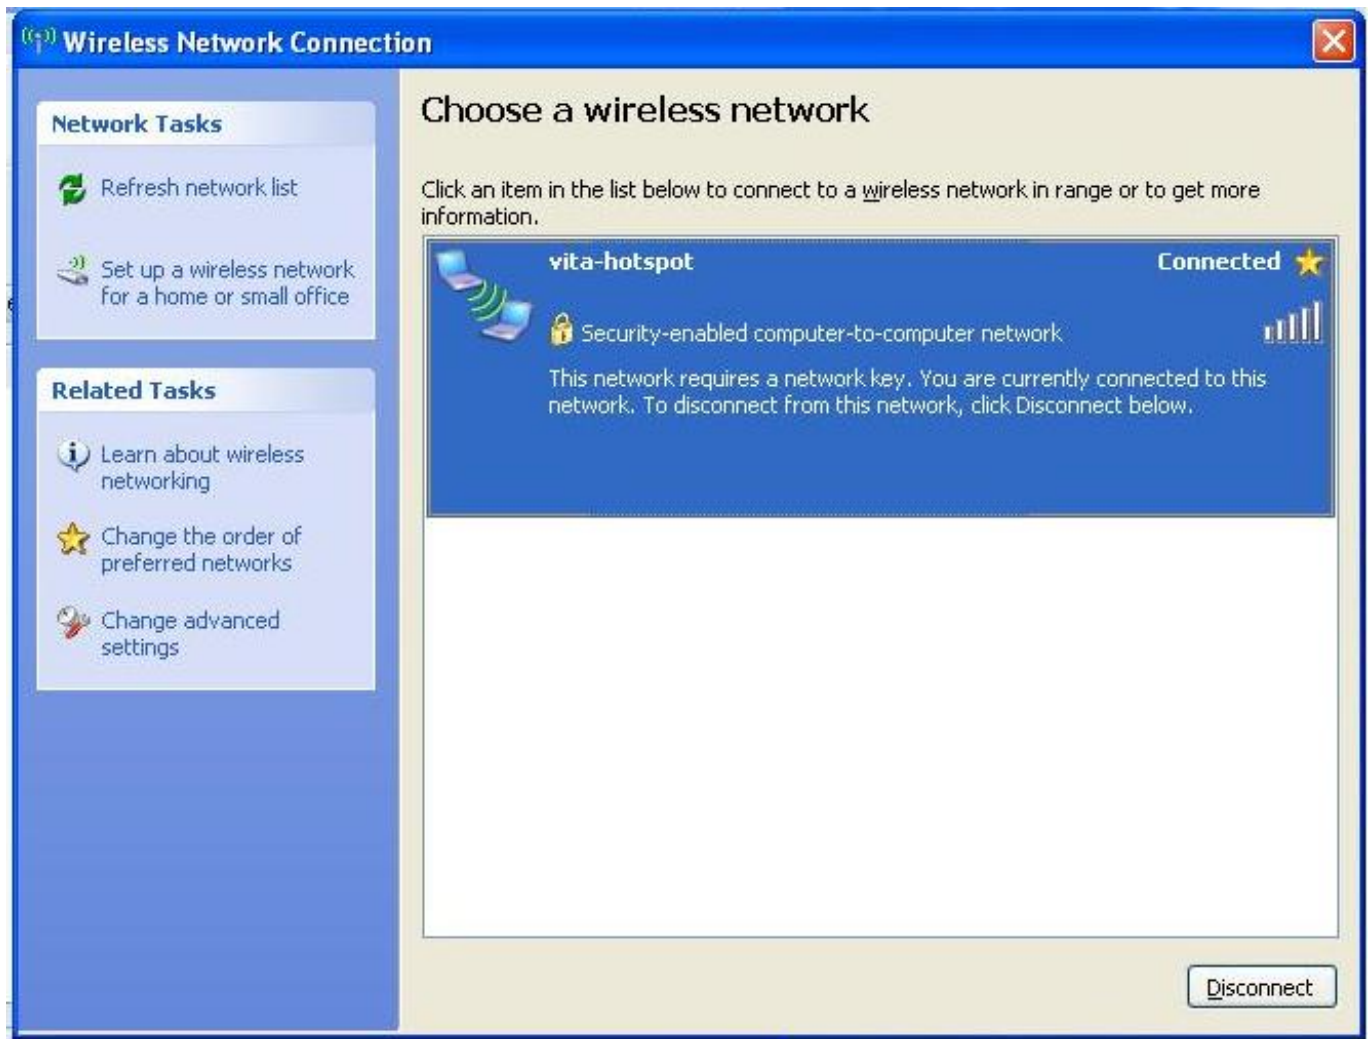 Wireless Network Connection
Network Tasks
Refresh network list
Set up a wireless network
for a home or small office
Related Tasks
Learn about wireless
networking
Change the order of
preferred networks
Change advanced
settings
Choose a wireless network
Click an item in the list below to connect to a wireless network in range or to get more
information.
vita-hotspot
Connected
Security-enabled computer-to-computer network
This network requires a network key. You are currently connected to this
network. To disconnect from this network, click Disconnect below.
Disconnect